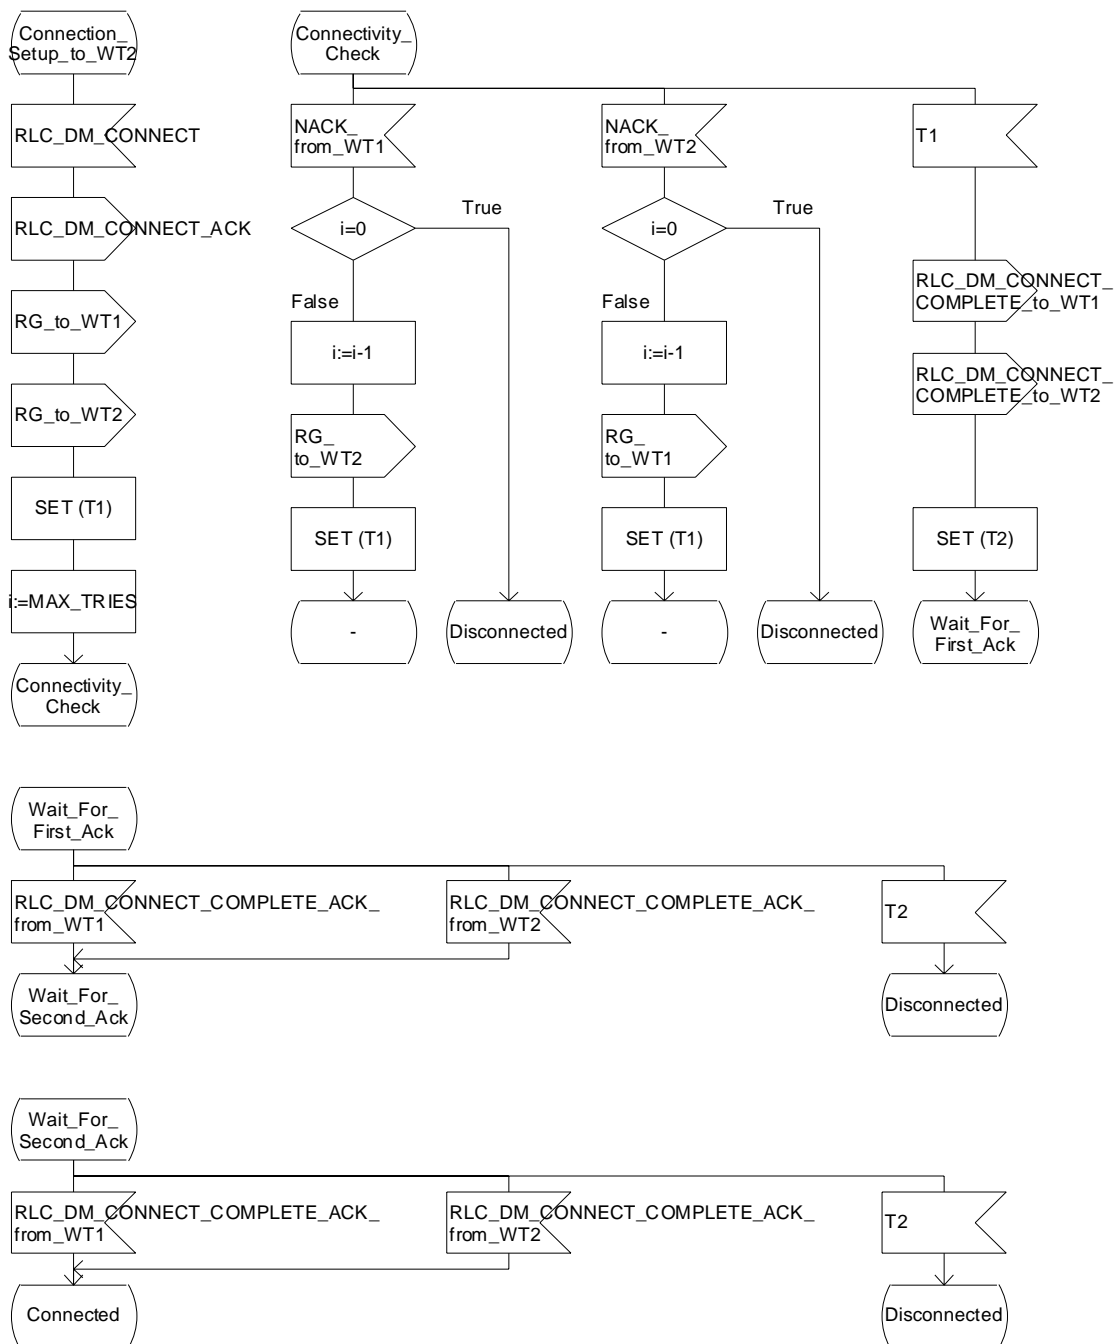 Connection_
Setup_to_WT2
RLC_DM_CONNECT
RLC_DM_CONNECT_ACK
RG_to_WT1
RG_to_WT2
SET (T1)
i:=MAX_TRIES
Connectivity_
Check
Connectivity_
Check
NACK_
from_WT1
i=0
True
False
i:=i-1
RG_
to_WT2
SET (T1)
-
Disconnected
NACK_
from_WT2
i=0
True
False
i:=i-1
RG_
to_WT1
SET (T1)
-
Disconnected
T1
RLC_DM_CONNECT_
COMPLETE_to_WT1
RLC_DM_CONNECT_
COMPLETE_to_WT2
SET (T2)
Wait_For_
First_Ack
Wait_For_
First_Ack
RLC_DM_CONNECT_COMPLETE_ACK_
from_WT1
RLC_DM_CONNECT_COMPLETE_ACK_
from_WT2
T2
Wait_For_
Second_Ack
Disconnected
Wait_For_
Second_Ack
RLC_DM_CONNECT_COMPLETE_ACK_
from_WT1
RLC_DM_CONNECT_COMPLETE_ACK_
from_WT2
T2
Connected
Disconnected